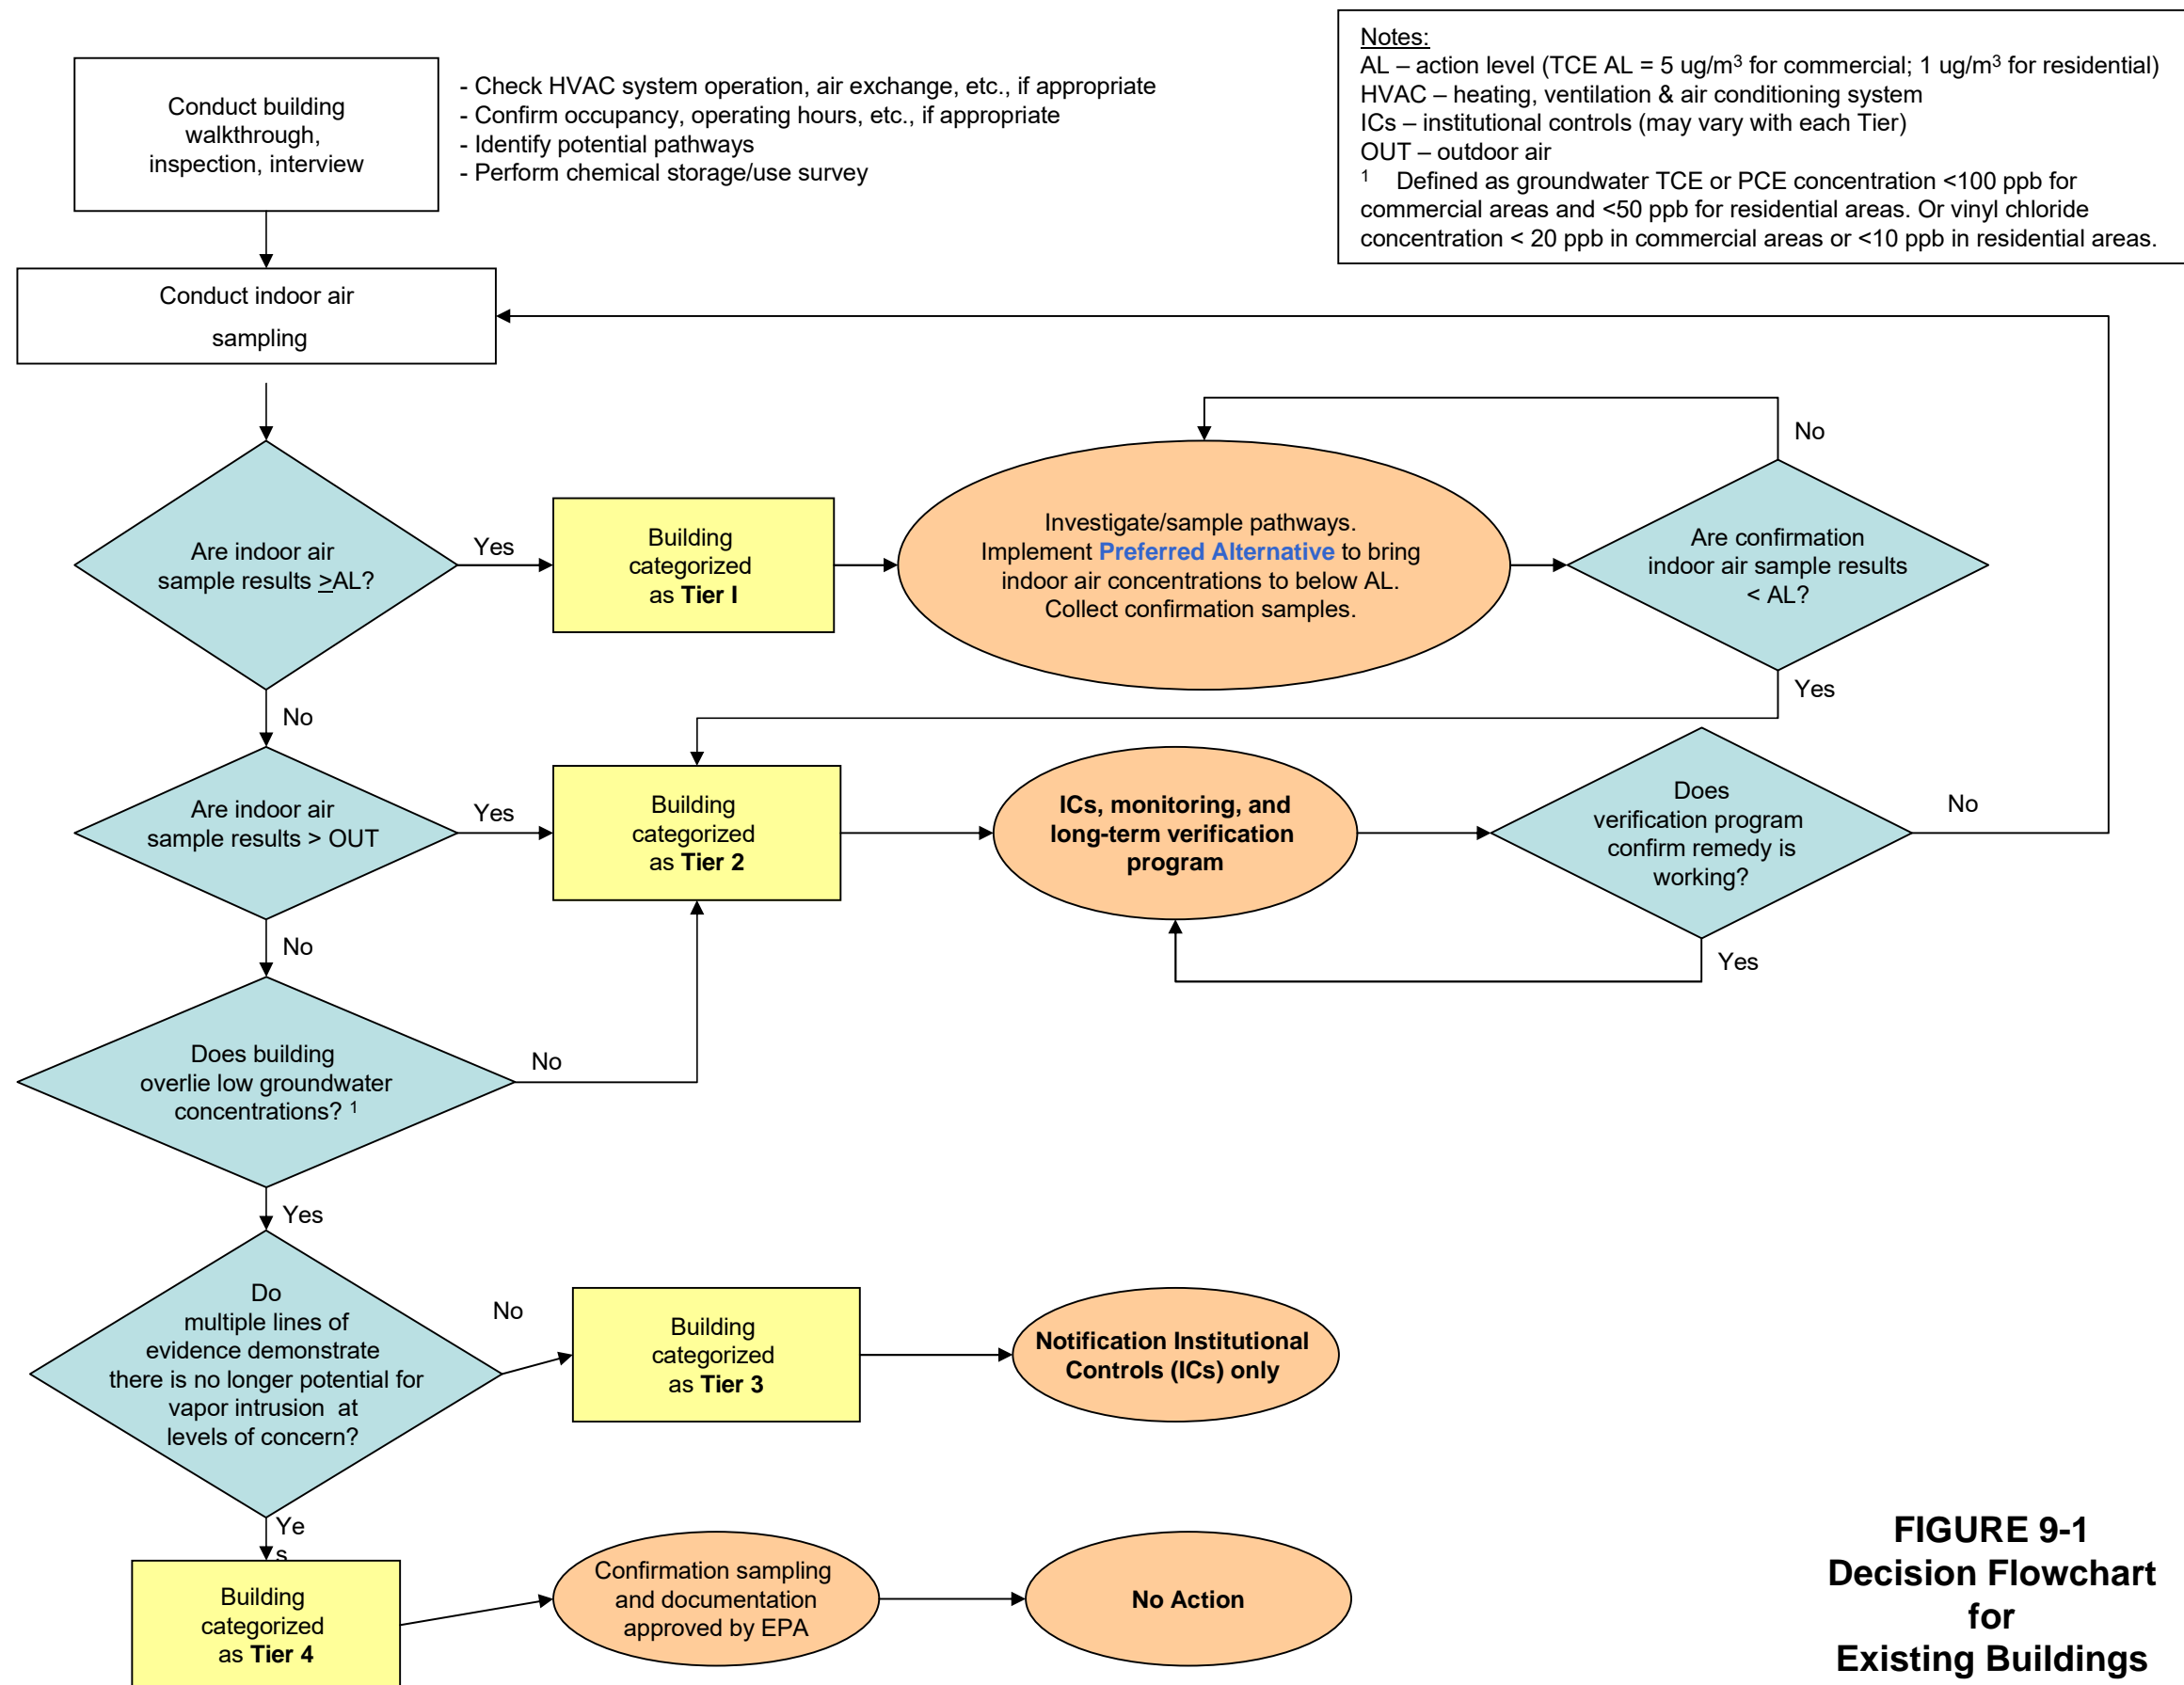 Conduct building
walkthrough,
inspection, interview
- Check HVAC system operation, air exchange, etc., if appropriate
- Confirm occupancy, operating hours, etc., if appropriate
- Identify potential pathways
- Perform chemical storage/use survey
Notes:
AL – action level (TCE AL = 5 ug/m³ for commercial; 1 ug/m³ for residential)
HVAC – heating, ventilation & air conditioning system
ICs – institutional controls (may vary with each Tier)
OUT – outdoor air
¹ Defined as groundwater TCE or PCE concentration <100 ppb for
commercial areas and <50 ppb for residential areas. Or vinyl chloride
concentration < 20 ppb in commercial areas or <10 ppb in residential areas.
Conduct indoor air
sampling
Are indoor air
sample results ≥AL?
Yes
Building
categorized
as Tier I
Investigate/sample pathways.
Implement Preferred Alternative to bring
indoor air concentrations to below AL.
Collect confirmation samples.
No
Are confirmation
indoor air sample results
< AL?
Yes
No
Are indoor air
sample results > OUT
Yes
Building
categorized
as Tier 2
ICs, monitoring, and
long-term verification
program
Does
verification program
confirm remedy is
working?
No
Yes
No
Does building
overlie low groundwater
concentrations? ¹
No
Yes
Do
multiple lines of
evidence demonstrate
there is no longer potential for
vapor intrusion at
levels of concern?
No
Building
categorized
as Tier 3
Notification Institutional
Controls (ICs) only
Ye
s
Building
categorized
as Tier 4
Confirmation sampling
and documentation
approved by EPA
No Action
FIGURE 9-1
Decision Flowchart
for
Existing Buildings